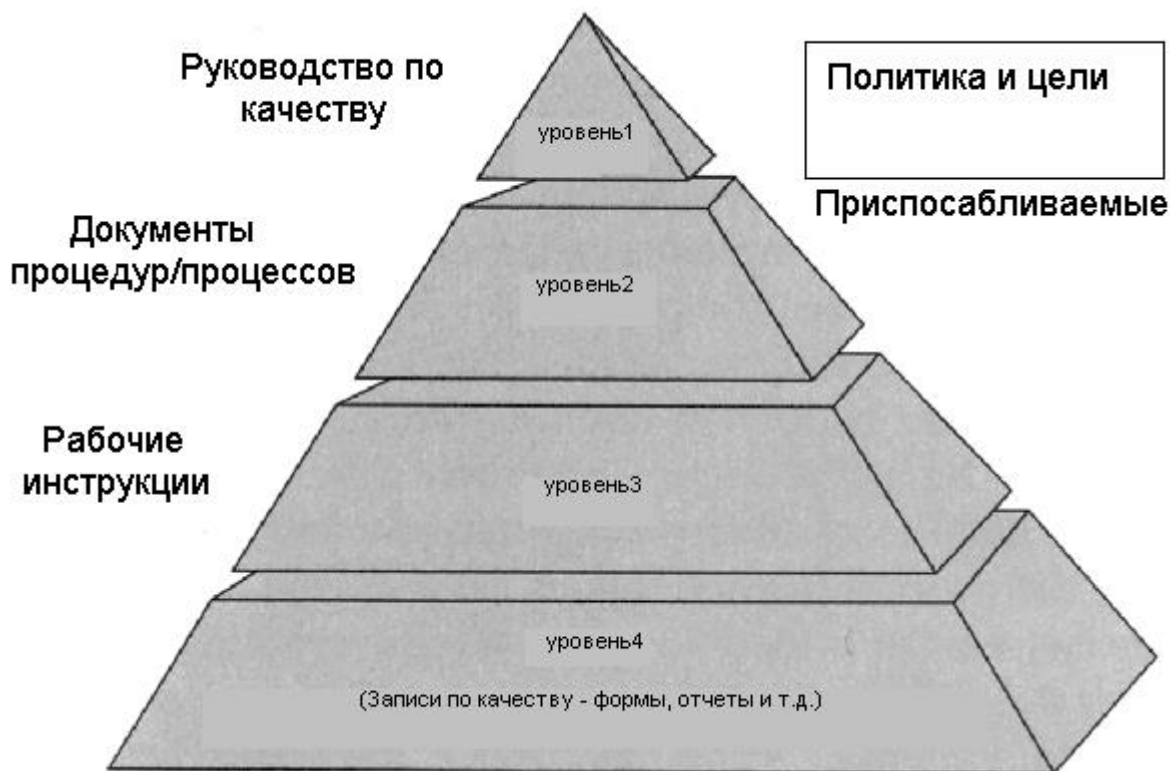 Руководство по
качеству
Политика и цели
уровень1
Приспосабливаемые
Документы
процедур/процессов
уровень2
Рабочие
инструкции
уровень3
уровень4
(Записи по качеству - формы, отчеты и т.д.)